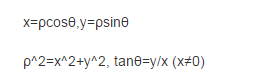 x=ρcosθ,y=ρsinθ
ρ^2=x^2+y^2, tanθ=y/x (x≠0)